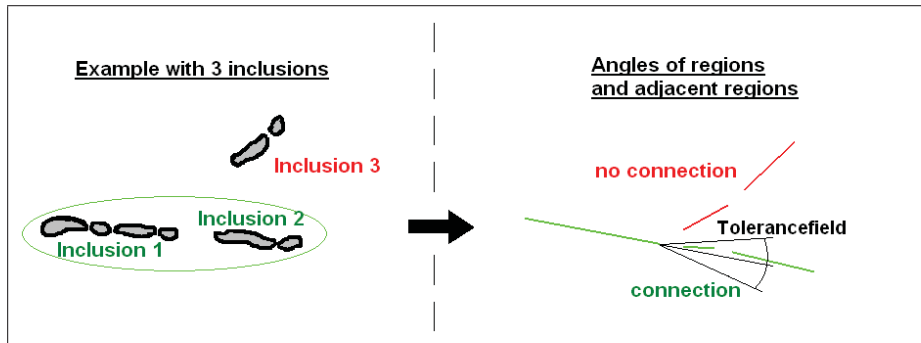 Example with 3 inclusions
Inclusion 3
Inclusion 2
Inclusion 1
Angles of regions
and adjacent regions
no connection
Tolerancefield
connection